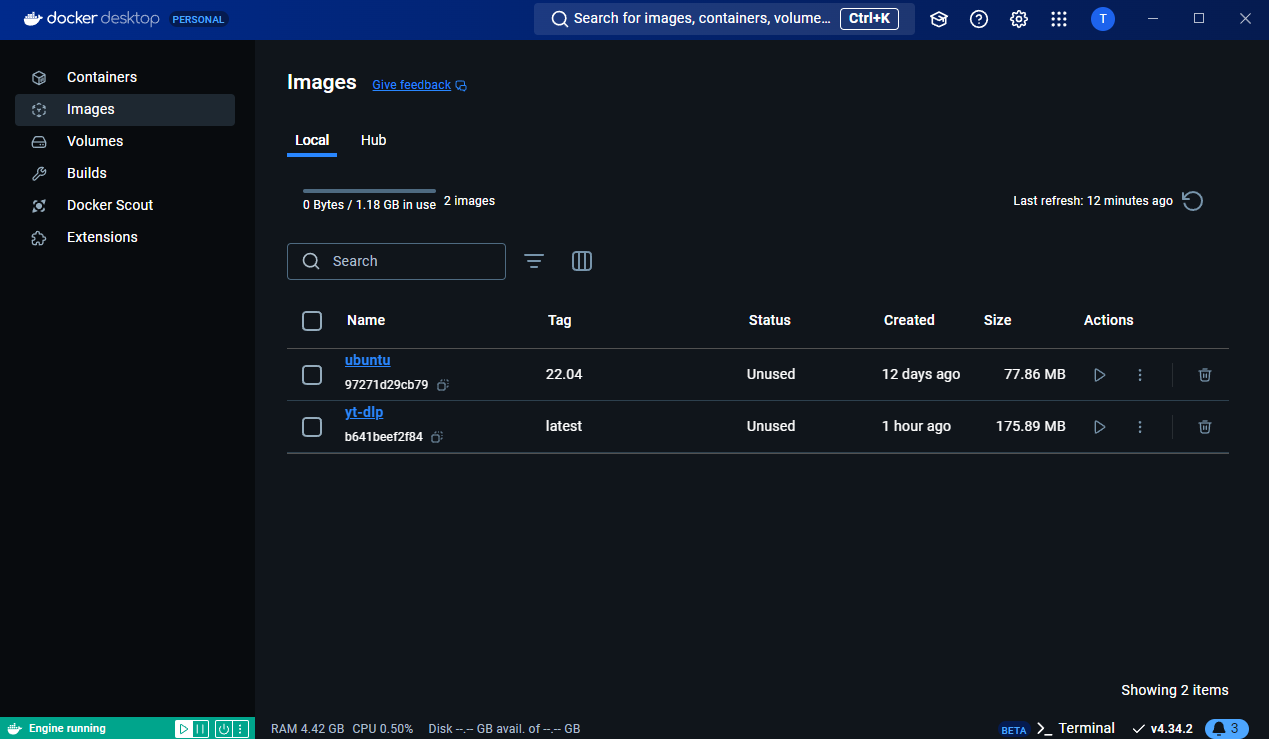 docker desktop PERSONAL Search for images, containers, volume... Ctrl+K T
Containers
Images
Volumes
Builds
Docker Scout
Extensions
Images Give feedback
Local Hub
0 Bytes / 1.18 GB in use 2 images Last refresh: 12 minutes ago
Search
Name Tag Status Created Size Actions
ubuntu
97271d29cb79 22.04 Unused 12 days ago 77.86 MB
yt-dlp
b641beef2f84 latest Unused 1 hour ago 175.89 MB
Showing 2 items
Engine running RAM 4.42 GB CPU 0.50% Disk --.-- GB avail. of --.-- GB BETA Terminal v4.34.2 3